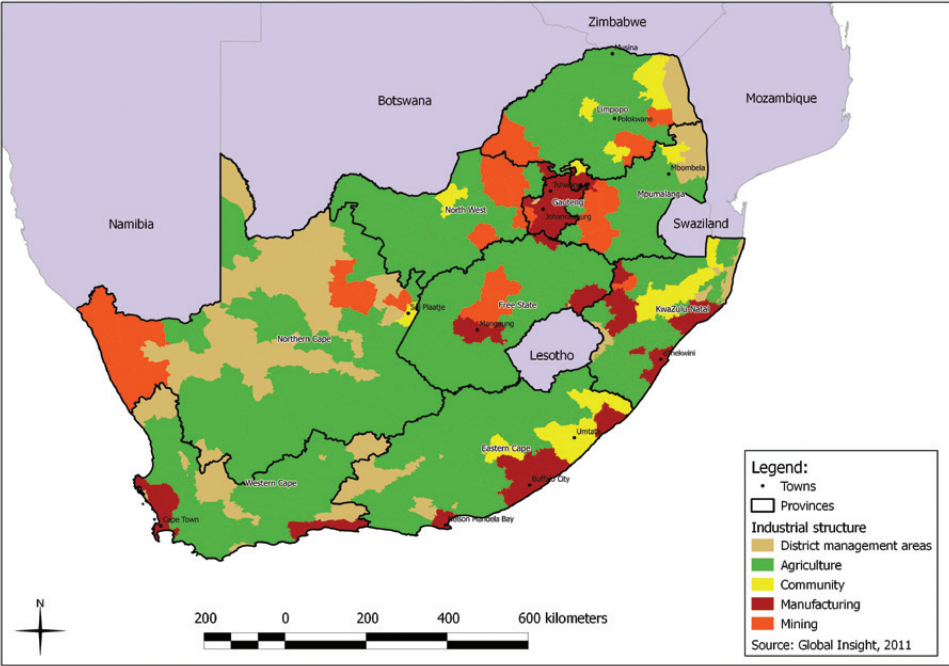 Zimbabwe
Musina
Botswana
Mozambique
Limpopo
Polokwane
Mbombela
Mpumalanga
Gauteng
Johannesburg
North West
Namibia
Swaziland
Sol Plaatje
Free State
KwaZulu Natal
Mangaung
Northern Cape
Lesotho
Umtata
Eastern Cape
Western Cape
Buffalo City
Cape Town
Nelson Mandela Bay
Legend:
Towns
Provinces
Industrial structure
District management areas
Agriculture
Community
Manufacturing
Mining
Source: Global Insight, 2011
N
200 0 200 400 600 kilometers